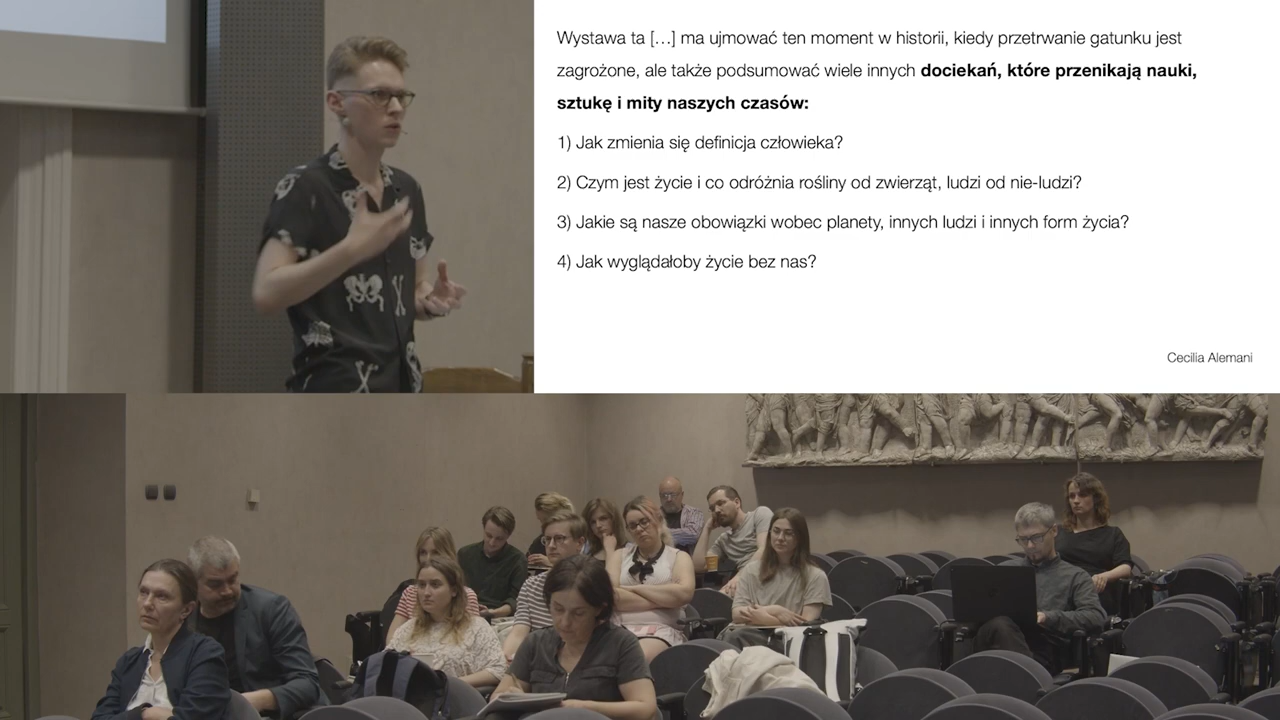 Wystawa ta […] ma ujmować ten moment w historii, kiedy przetrwanie gatunku jest
zagrożone, ale także podsumować wiele innych dociekań, które przenikają nauki,
sztukę i mity naszych czasów:
1) Jak zmienia się definicja człowieka?
2) Czym jest życie i co odróżnia rośliny od zwierząt, ludzi od nie-ludzi?
3) Jakie są nasze obowiązki wobec planety, innych ludzi i innych form życia?
4) Jak wyglądałoby życie bez nas?
Cecilia Alemani